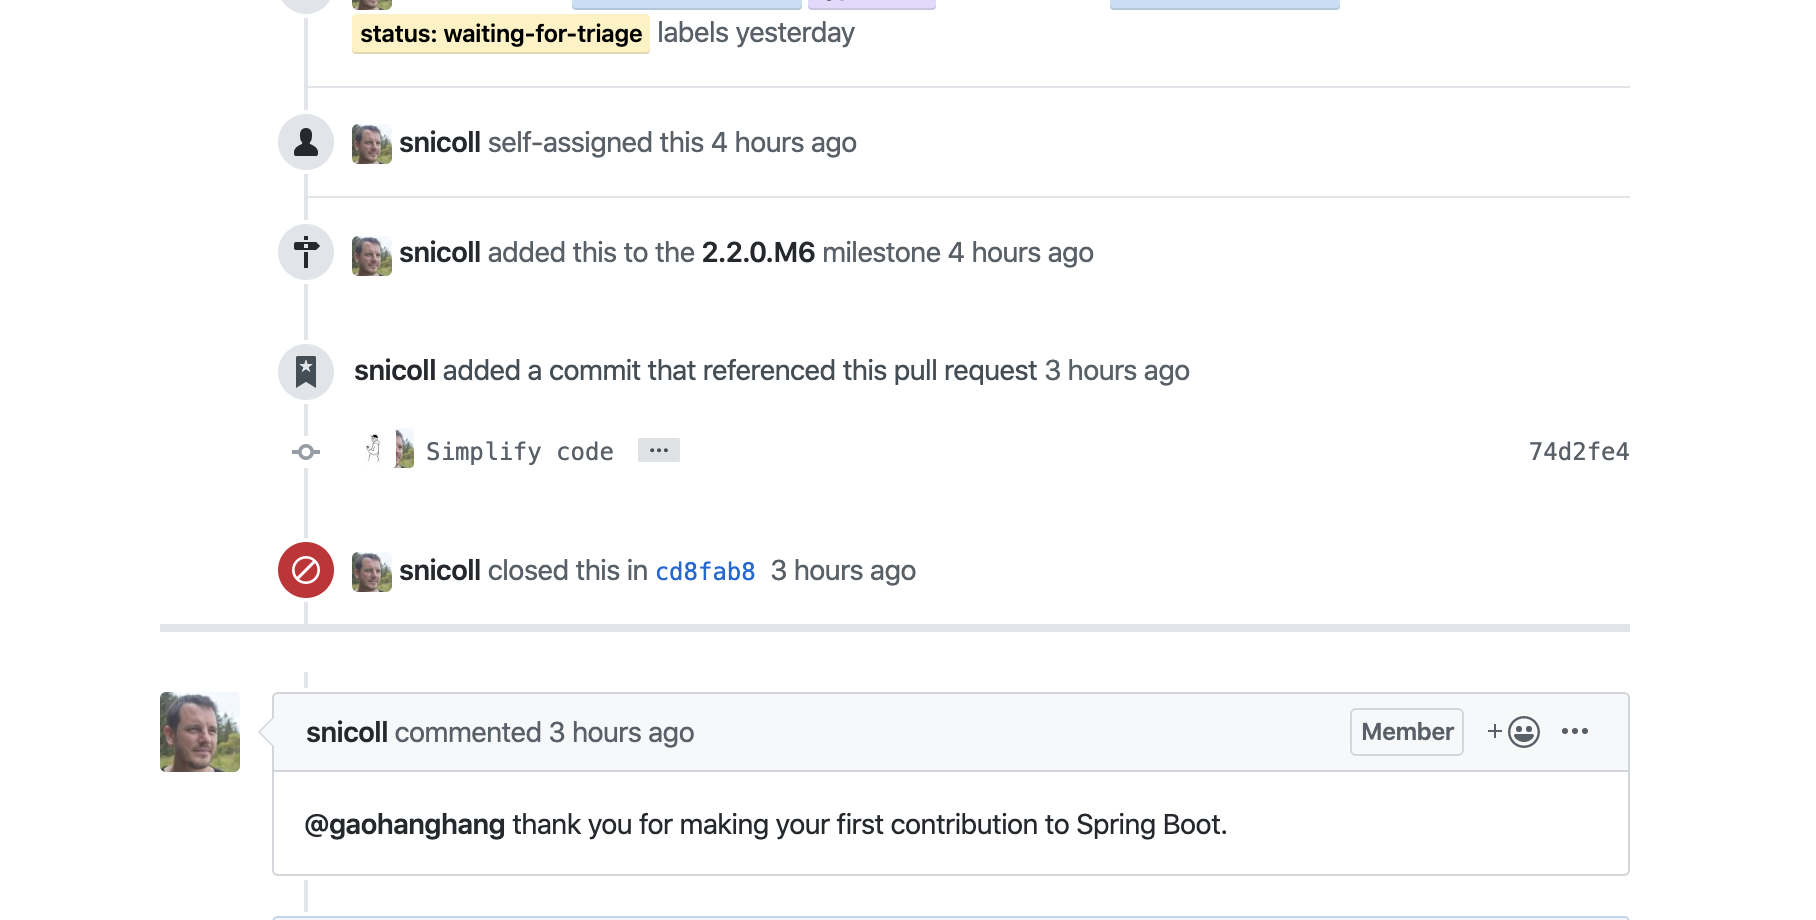 status: waiting-for-triage labels yesterday
snicoll self-assigned this 4 hours ago
snicoll added this to the 2.2.0.M6 milestone 4 hours ago
snicoll added a commit that referenced this pull request 3 hours ago
Simplify code ... 74d2fe4
snicoll closed this in cd8fab8 3 hours ago
snicoll commented 3 hours ago Member
@gaohanghang thank you for making your first contribution to Spring Boot.